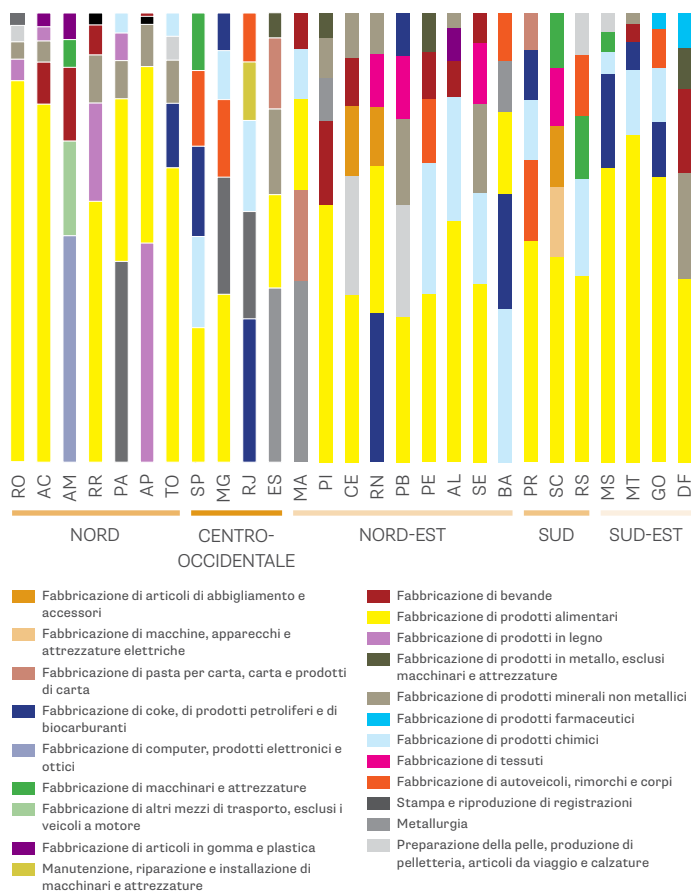 RO
AC
AM
RR
PA
AP
TO
SP
MG
RJ
ES
MA
PI
CE
RN
PB
PE
AL
SE
BA
PR
SC
RS
MS
MT
GO
DF
NORD
CENTRO-
OCCIDENTALE
NORD-EST
SUD
SUD-EST
Fabbricazione di articoli di abbigliamento e
accessori
Fabbricazione di macchine, apparecchi e
attrezzature elettriche
Fabbricazione di pasta per carta, carta e prodotti
di carta
Fabbricazione di coke, di prodotti petroliferi e di
biocarburanti
Fabbricazione di computer, prodotti elettronici e
ottici
Fabbricazione di macchinari e attrezzature
Fabbricazione di altri mezzi di trasporto, esclusi i
veicoli a motore
Fabbricazione di articoli in gomma e plastica
Manutenzione, riparazione e installazione di
macchinari e attrezzature
Fabbricazione di bevande
Fabbricazione di prodotti alimentari
Fabbricazione di prodotti in legno
Fabbricazione di prodotti in metallo, esclusi
macchinari e attrezzature
Fabbricazione di prodotti minerali non metallici
Fabbricazione di prodotti farmaceutici
Fabbricazione di prodotti chimici
Fabbricazione di tessuti
Fabbricazione di autoveicoli, rimorchi e corpi
Stampa e riproduzione di registrazioni
Metallurgia
Preparazione della pelle, produzione di
pelletteria, articoli da viaggio e calzature